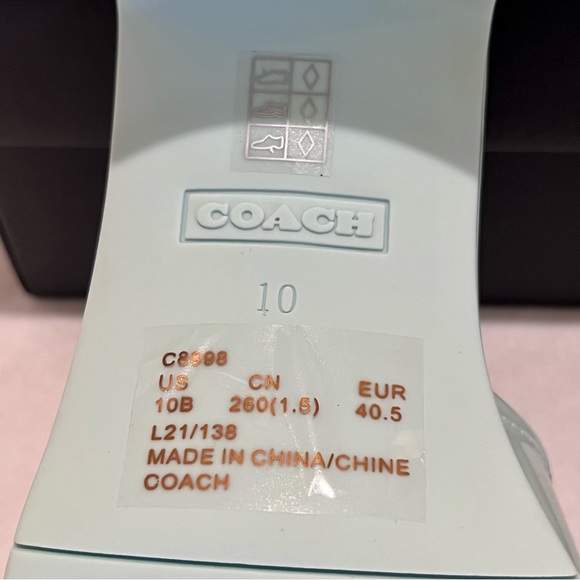 COACH
10
C8998
US CN EUR
10B 260(1.5) 40.5
L21/138
MADE IN CHINA/CHINE
COACH